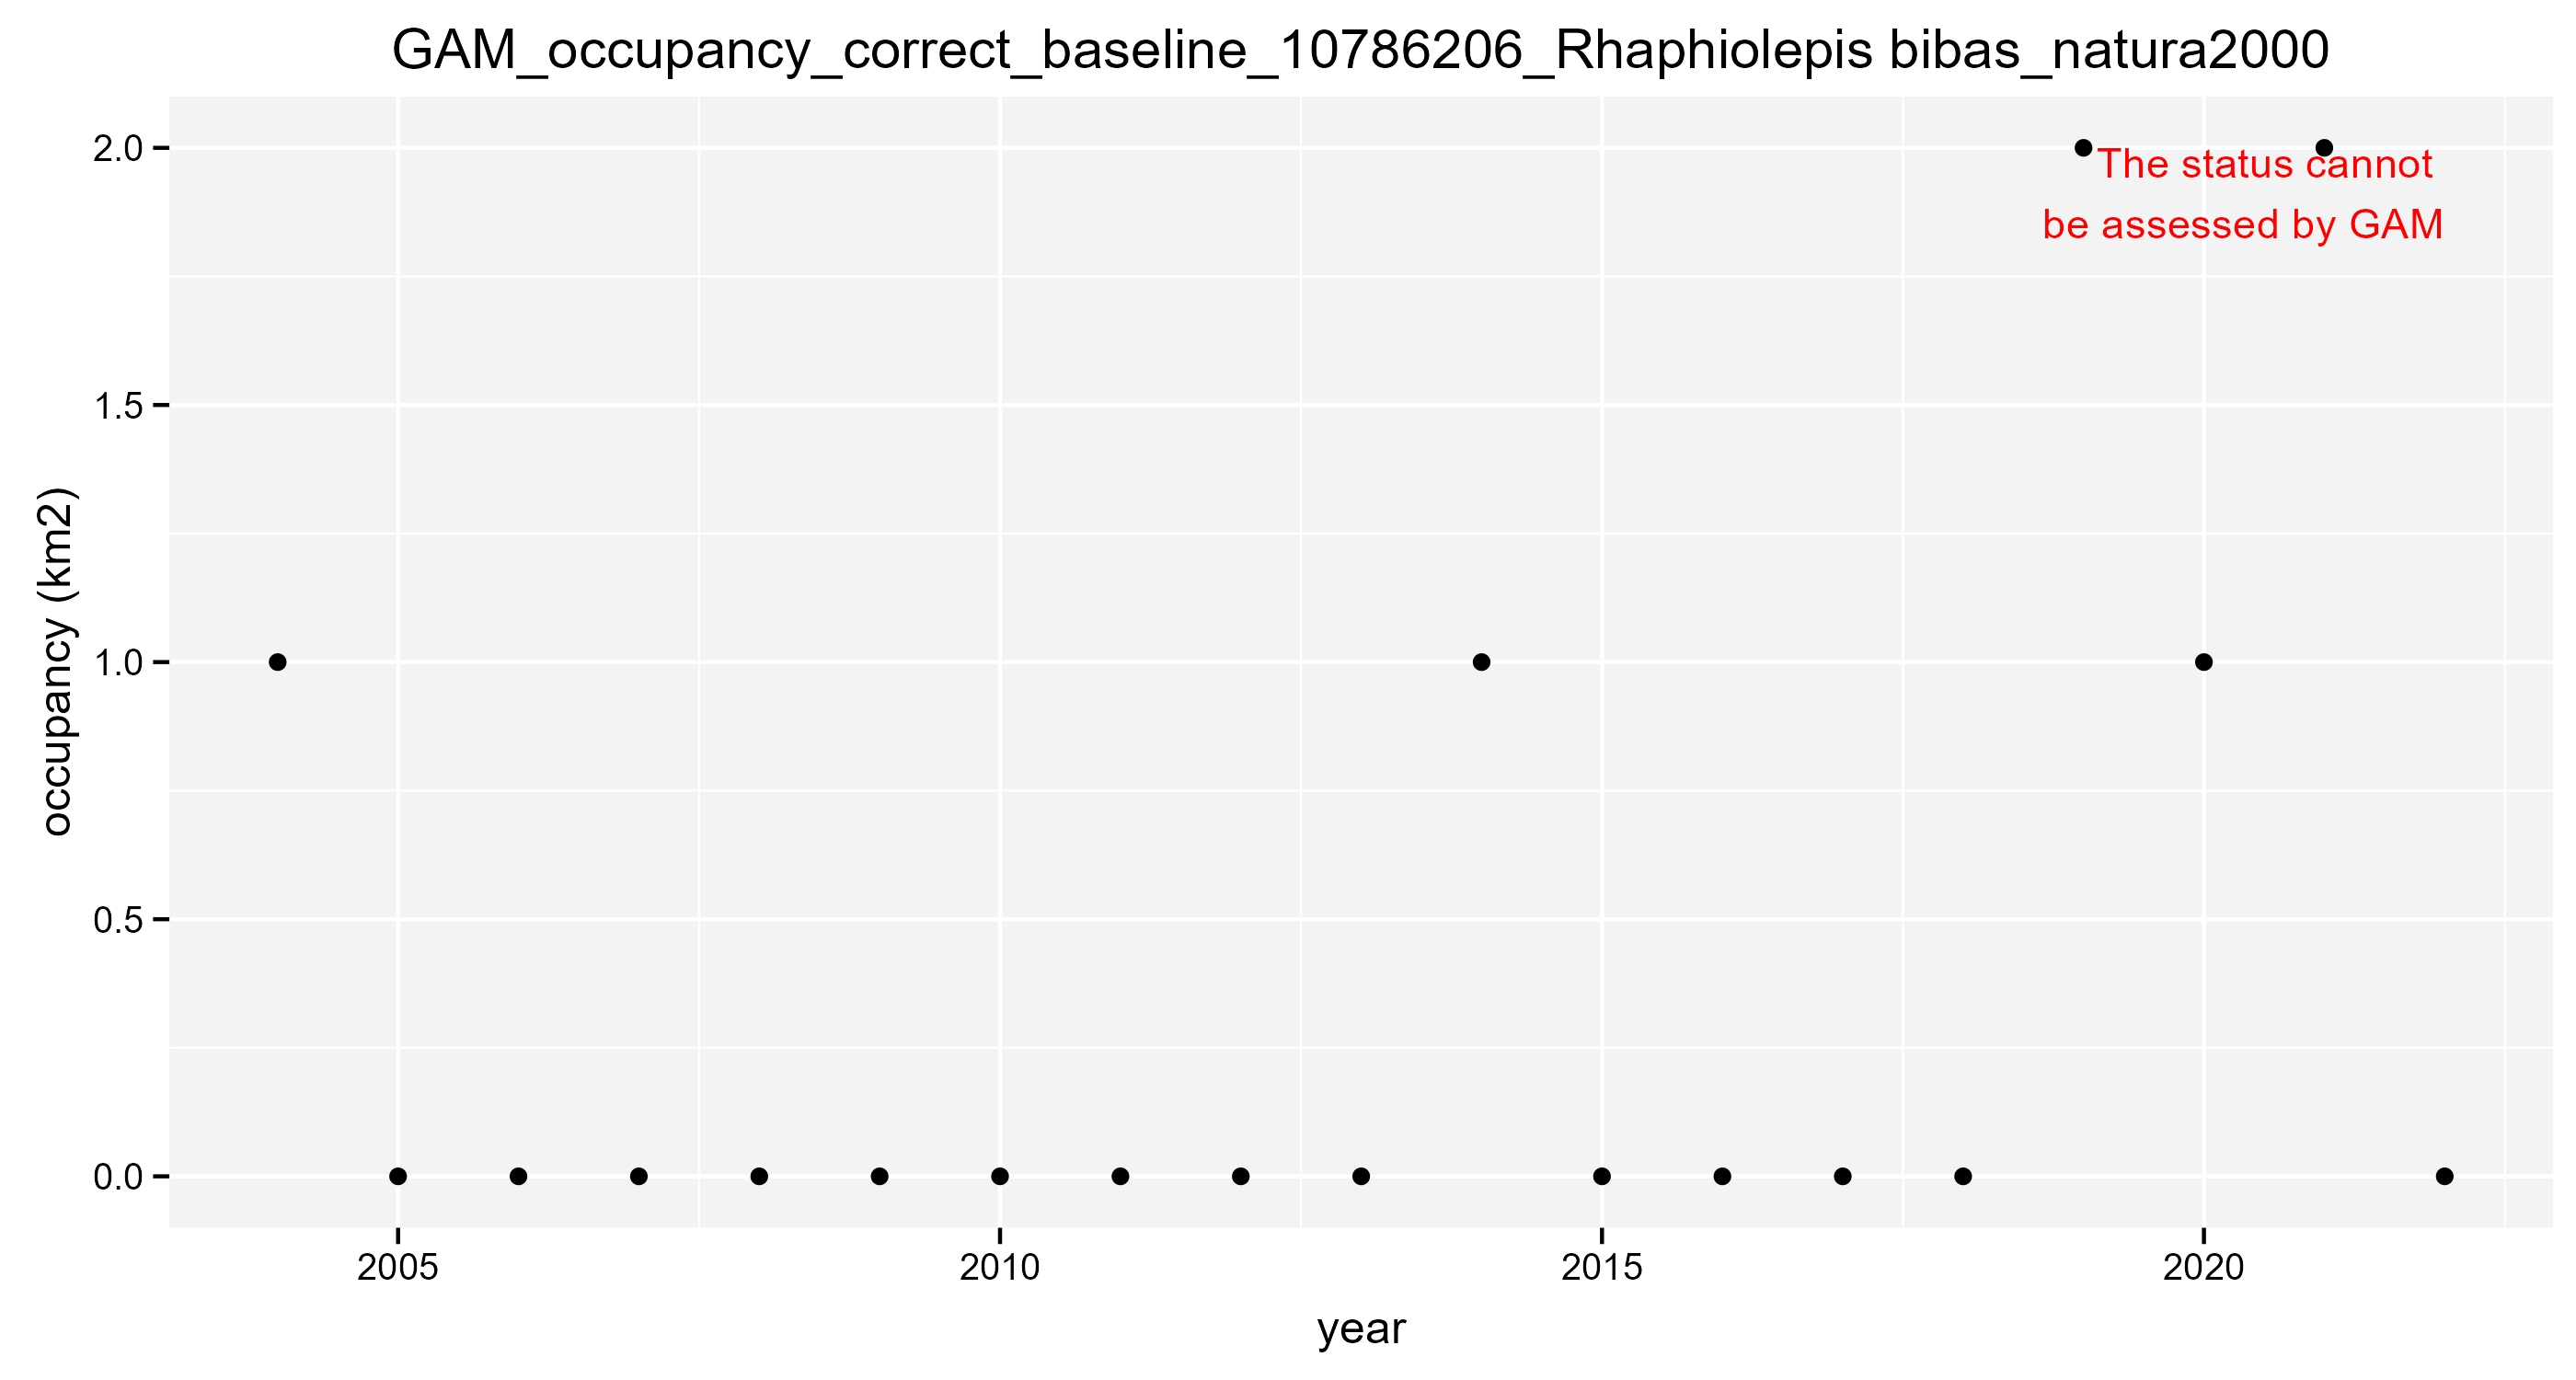 GAM_occupancy_correct_baseline_10786206_Rhaphiolepis bibas_natura2000
2.0
The status cannot
be assessed by GAM
1.5
occupancy (km2)
1.0
0.5
0.0
2005
2010
2015
2020
year